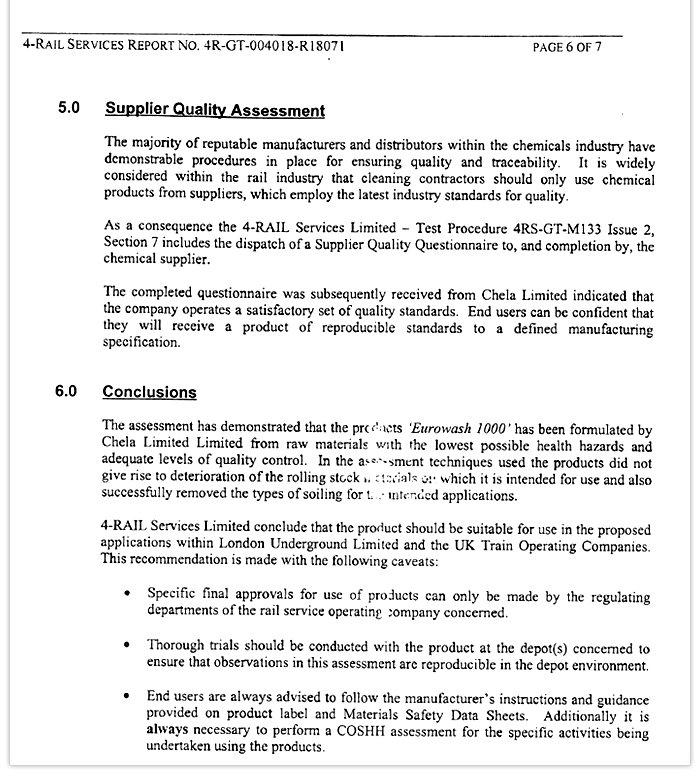 4-RAIL SERVICES REPORT NO. 4R-GT-004018-R18071 PAGE 6 OF 7
5.0 Supplier Quality Assessment
The majority of reputable manufacturers and distributors within the chemicals industry have
demonstrable procedures in place for ensuring quality and traceability. It is widely
considered within the rail industry that cleaning contractors should only use chemical
products from suppliers, which employ the latest industry standards for quality.
As a consequence the 4-RAIL Services Limited – Test Procedure 4RS-GT-M133 Issue 2,
Section 7 includes the dispatch of a Supplier Quality Questionnaire to, and completion by, the
chemical supplier.
The completed questionnaire was subsequently received from Chela Limited indicated that
the company operates a satisfactory set of quality standards. End users can be confident that
they will receive a product of reproducible standards to a defined manufacturing
specification.
6.0 Conclusions
The assessment has demonstrated that the products 'Eurowash 1000' has been formulated by
Chela Limited Limited from raw materials with the lowest possible health hazards and
adequate levels of quality control. In the assessment techniques used the products did not
give rise to deterioration of the rolling stock materials on which it is intended for use and also
successfully removed the types of soiling for the intended applications.
4-RAIL Services Limited conclude that the product should be suitable for use in the proposed
applications within London Underground Limited and the UK Train Operating Companies.
This recommendation is made with the following caveats:
• Specific final approvals for use of products can only be made by the regulating
departments of the rail service operating company concerned.
• Thorough trials should be conducted with the product at the depot(s) concerned to
ensure that observations in this assessment are reproducible in the depot environment.
• End users are always advised to follow the manufacturer's instructions and guidance
provided on product label and Materials Safety Data Sheets. Additionally it is
always necessary to perform a COSHH assessment for the specific activities being
undertaken using the products.